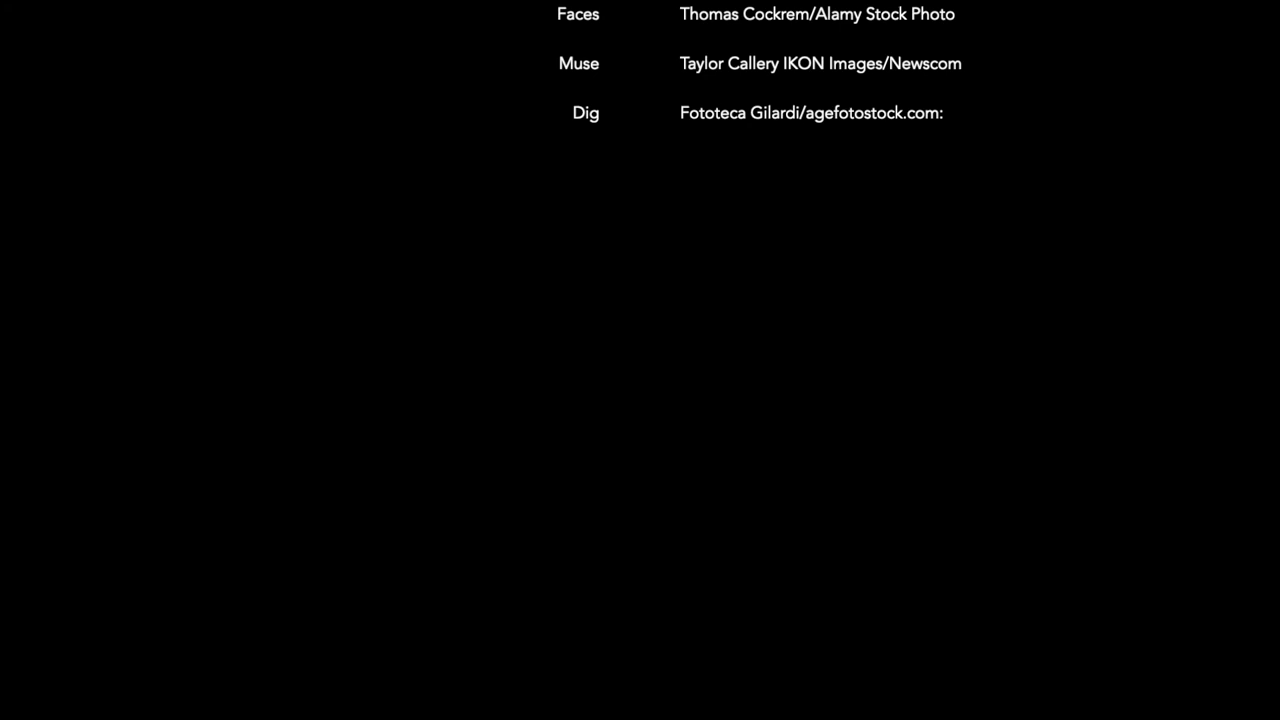 Faces Thomas Cockrem/Alamy Stock Photo
Muse Taylor Callery IKON Images/Newscom
Dig Fototeca Gilardi/agefotostock.com: